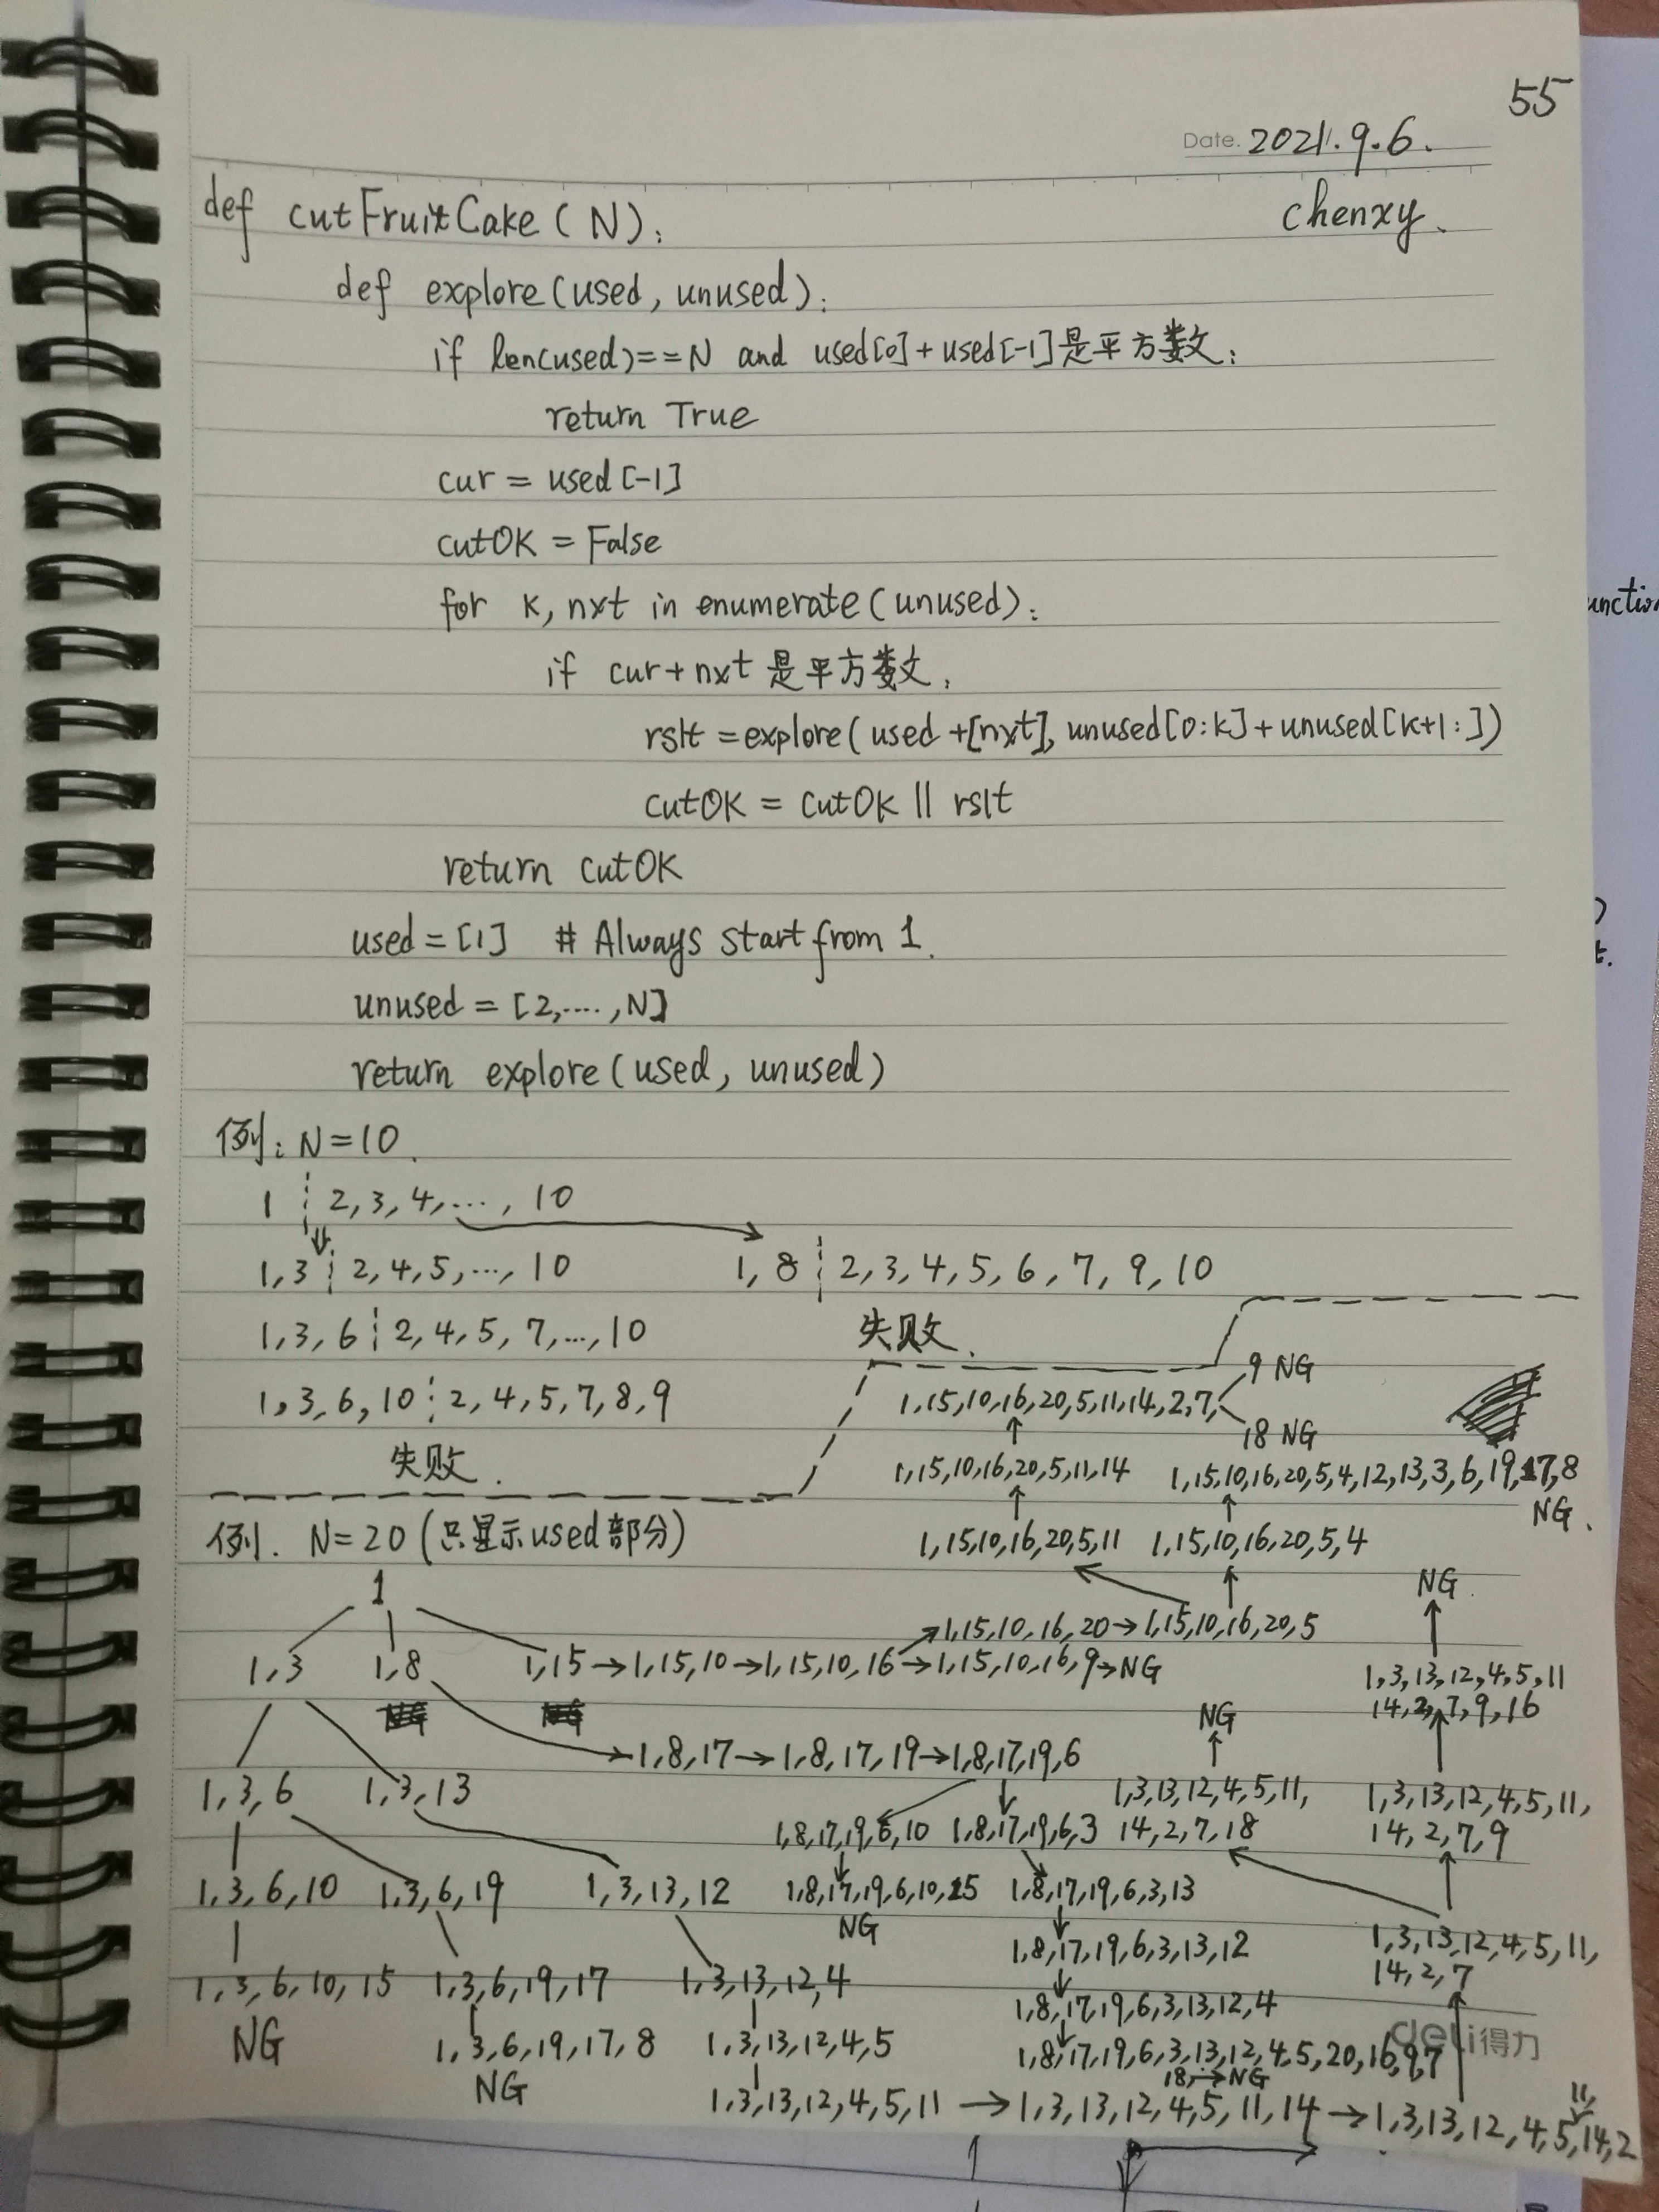 55
Date. 2021.9.6.
chenxy.
def cutFruitCake(N):
def explore(used, unused):
if len(used)==N and used[0]+used[-1]是平方数:
return True
cur = used[-1]
cutOK = False
for k, nxt in enumerate(unused):
if cur+nxt 是平方数:
rslt = explore(used+[nxt], unused[0:k]+unused[k+1:])
cutOK = cutOK || rslt
return cutOK
used = [1] # Always start from 1.
unused = [2,....,N]
return explore(used, unused)
例: N=10.
1 2,3,4,...., 10
1,3 2,4,5,...,10
1,8 2,3,4,5,6,7,9,10
1,3,6 2,4,5,7,...,10
失败.
1,3,6,10 2,4,5,7,8,9
失败.
9 NG
1,15,10,16,20,5,11,14,2,7,
18 NG
1,15,10,16,20,5,11,14
1,15,10,16,20,5,4,12,13,3,6,19,17,8
NG.
例. N=20 (只显示used部分)
1,15,10,16,20,5,11
1,15,10,16,20,5,4
1
NG
1,15,10,16,20→1,15,10,16,20,5
1,3
1,8
1,15→1,15,10→1,15,10,16→1,15,10,16,9→NG
1,3,13,12,4,5,11
14,2,7,9,16
NG
1,8,17→1,8,17,19→1,8,17,19,6
1,3,6
1,3,13
1,3,13,12,4,5,11,
14,2,7,18
1,3,13,12,4,5,11,
14,2,7,9
1,8,17,19,6,10
1,8,17,19,6,3
1,3,6,10
1,3,6,19
1,3,13,12
1,8,17,19,6,10,15
NG
1,8,17,19,6,3,13
1,8,17,19,6,3,13,12
1,3,13,12,4,5,11,
14,2,7
1,3,6,10,15
NG
1,3,6,19,17
1,3,13,12,4
1,8,17,19,6,3,13,12,4
deli得力
1,3,6,19,17,8
NG
1,3,13,12,4,5
1,8,17,19,6,3,13,12,4,5,20,16,9,7
18,→NG
1,3,13,12,4,5,11→1,3,13,12,4,5,11,14→1,3,13,12,4,5,14,2
11,